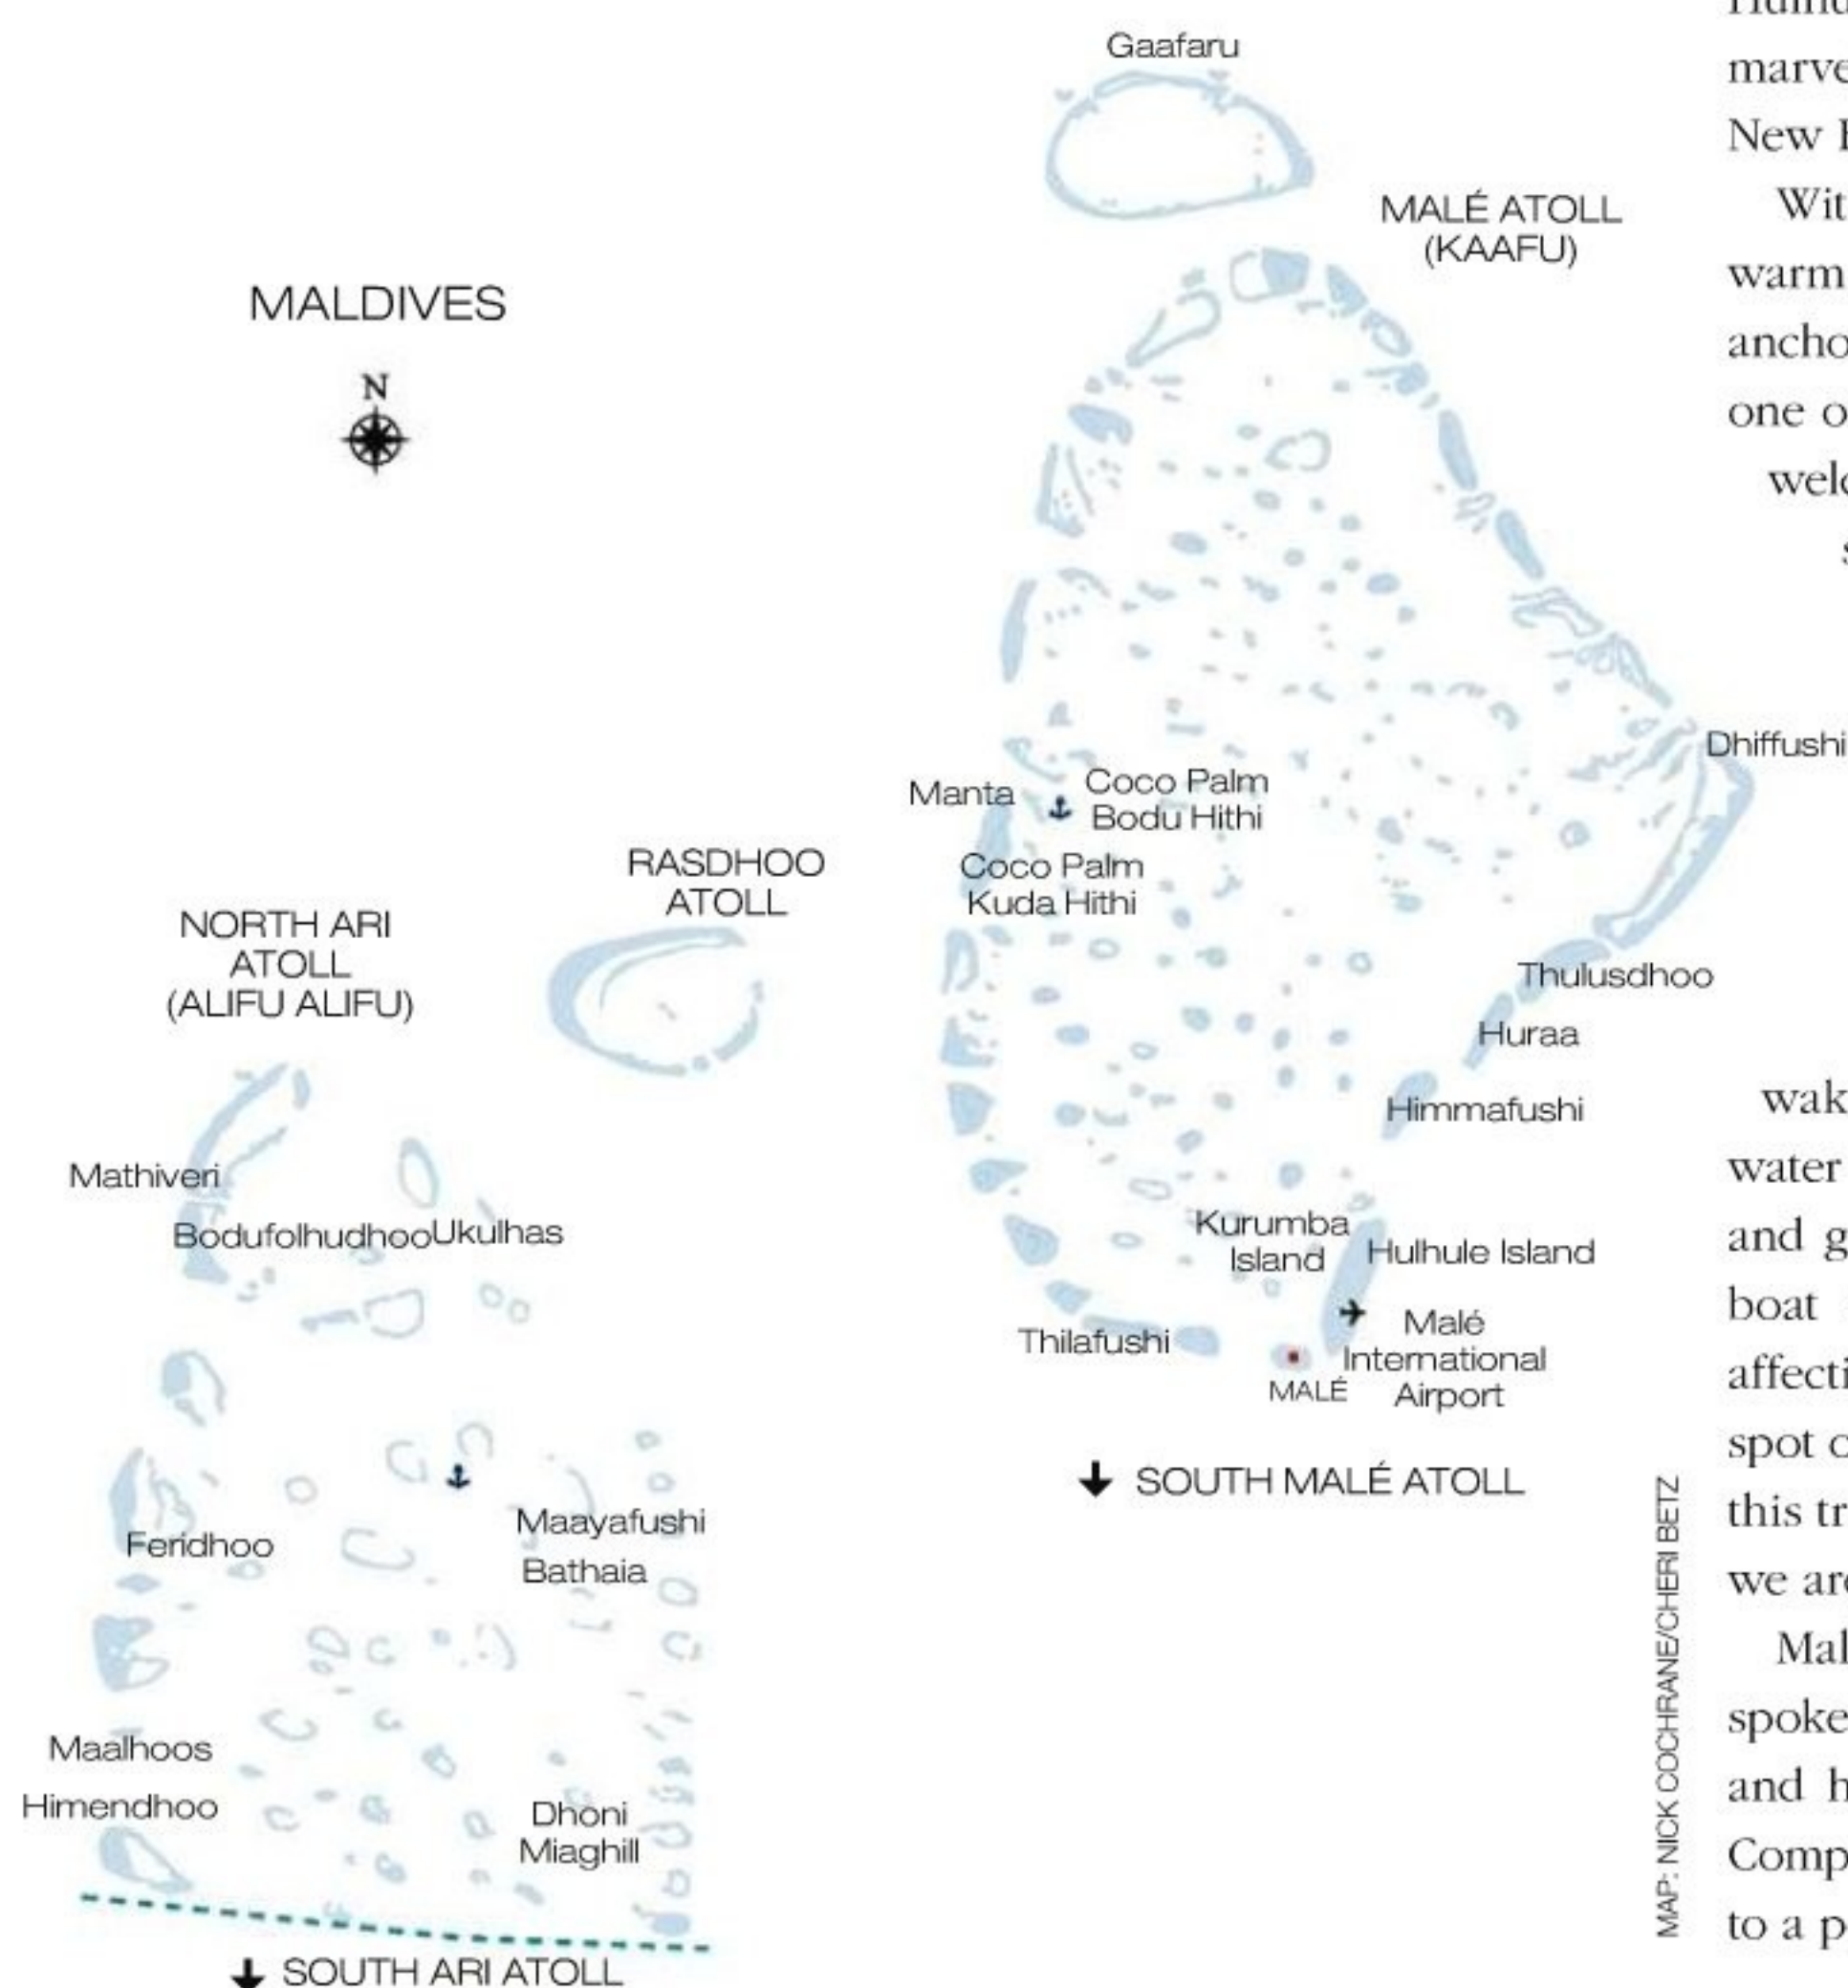 Gaafaru
MALÉ ATOLL
(KAAFU)
MALDIVES
N
Dhiffushi
Manta
Coco Palm
Bodu Hithi
Coco Palm
Kuda Hithi
RASDHOO
ATOLL
NORTH ARI
ATOLL
(ALIFU ALIFU)
Thulusdhoo
Huraa
Himmafushi
Mathiveri
Bodufolhudhoo
Ukulhas
Kurumba
Island
Hulhule Island
Thilafushi
Malé
International
Airport
MALÉ
SOUTH MALÉ ATOLL
Maayafushi
Bathaia
Feridhoo
Maalhoos
Himendhoo
Dhoni
Miaghill
SOUTH ARI ATOLL
MAP: NICK COCHRANE/CHERI BETZ
marve
New
Wit
warm
ancho
one o
welc
s
wak
water
and g
boat
affecti
spot o
this tr
we are
Mal
spoke
and h
Comp
to a p